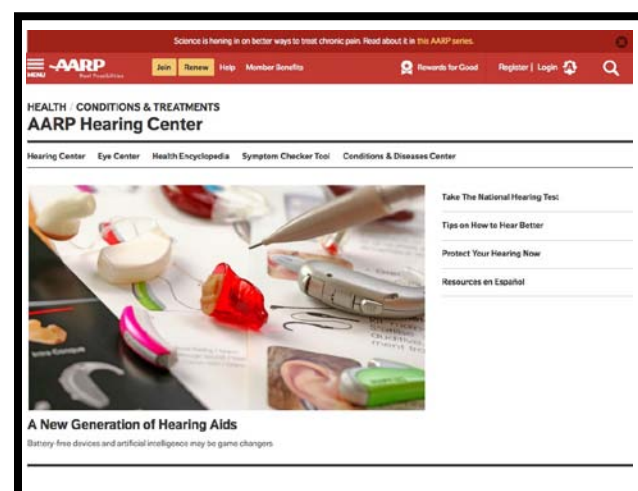 Science is honing in on better ways to treat chronic pain. Read about it in this AARP series.
MENU AARP Real Possibilities Join Renew Help Member Benefits Rewards for Good Register | Login
HEALTH / CONDITIONS & TREATMENTS
AARP Hearing Center
Hearing Center Eye Center Health Encyclopedia Symptom Checker Tool Conditions & Diseases Center
Take The National Hearing Test
Tips on How to Hear Better
Protect Your Hearing Now
Resources en Español
A New Generation of Hearing Aids
Battery-free devices and artificial intelligence may be game changers